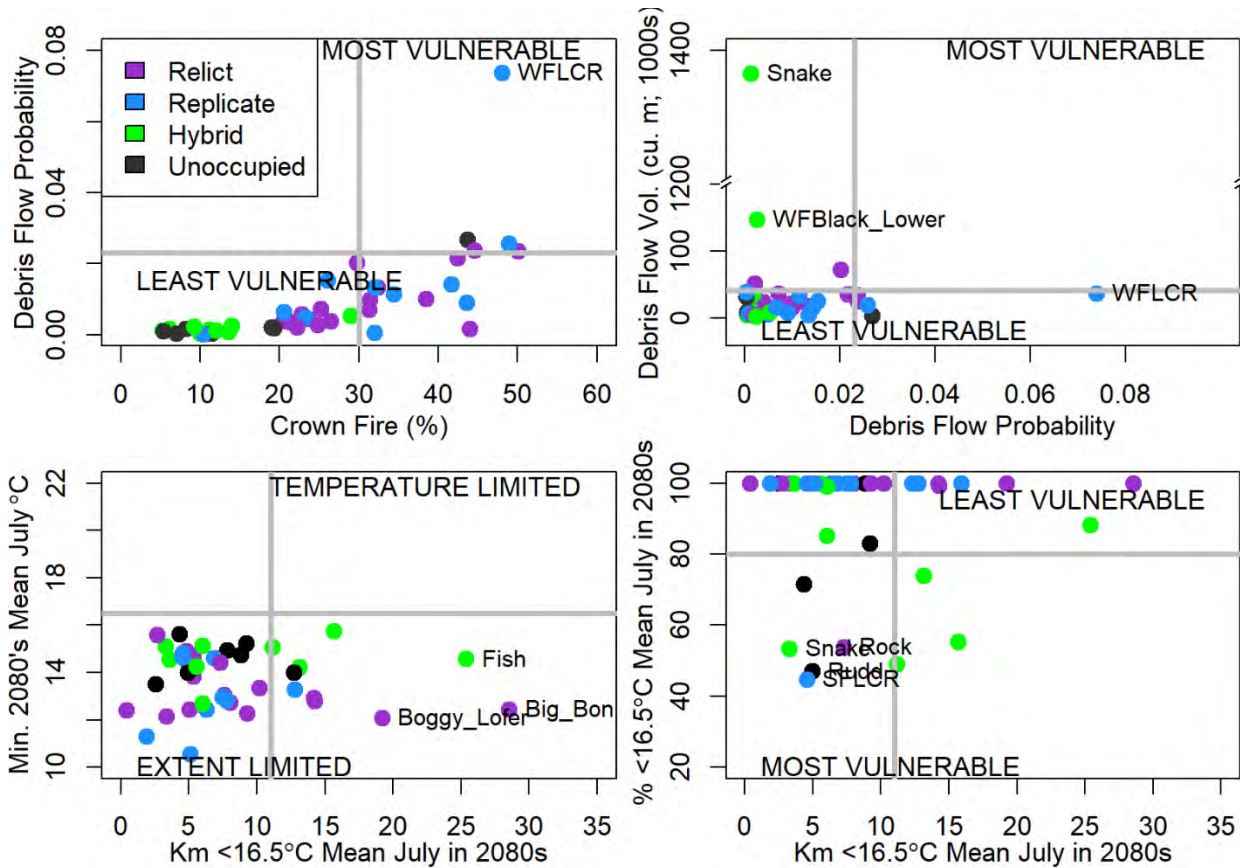 MOST VULNERABLE
WFLCR
Relict
Replicate
Hybrid
Unoccupied
LEAST VULNERABLE
Debris Flow Probability
0.00 0.04 0.08
0 10 20 30 40 50 60
Crown Fire (%)
MOST VULNERABLE
Snake
WFBlack_Lower
WFLCR
LEAST VULNERABLE
Debris Flow Vol. (cu. m; 1000s)
0 100 1200 1400
0.00 0.02 0.04 0.06 0.08
Debris Flow Probability
TEMPERATURE LIMITED
Fish
Boggy_Lofer
Big_Bon
EXTENT LIMITED
Min. 2080's Mean July°C
10 14 18 22
0 5 10 15 20 25 30 35
Km <16.5°C Mean July in 2080s
LEAST VULNERABLE
Snake
Rock
Rudd
SFLCR
MOST VULNERABLE
% <16.5°C Mean July in 2080s
20 40 60 80 100
0 5 10 15 20 25 30 35
Km <16.5°C Mean July in 2080s